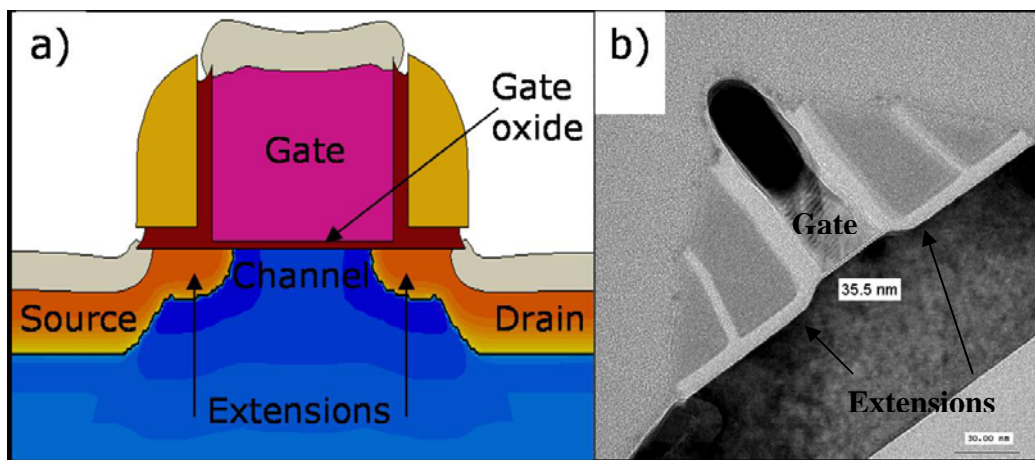 a)
Gate
oxide
Gate
Channel
Source
Drain
Extensions
b)
Gate
35.5 nm
Extensions
30.00 nm